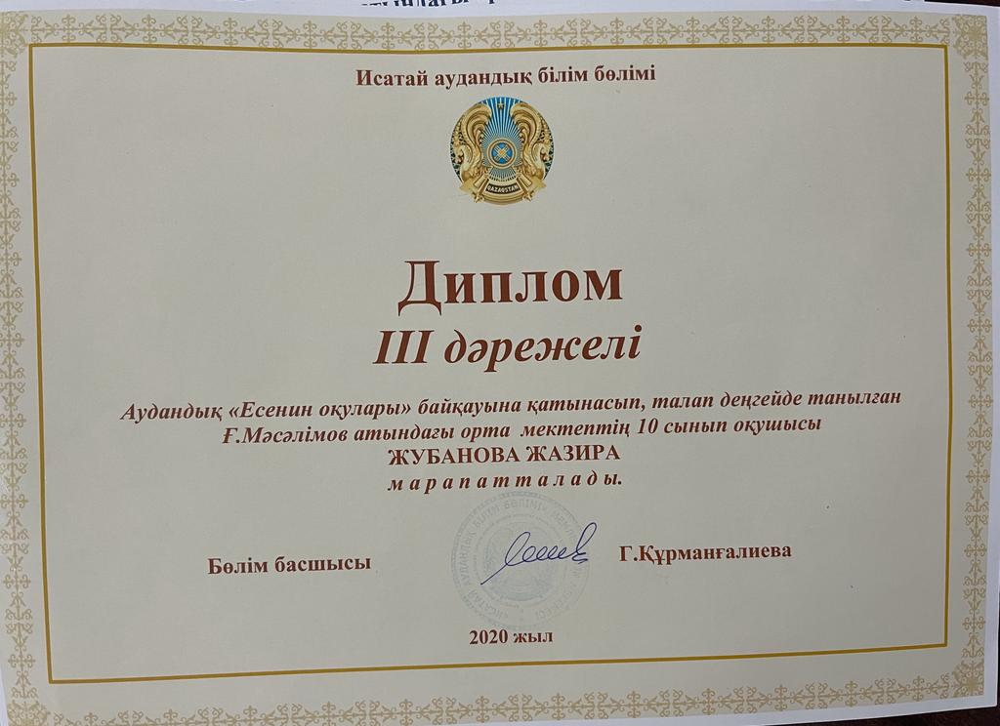 Исатай аудандық білім бөлімі
QAZAQSTAN
Диплом
III дәрежелі
Аудандық «Есенин оқулары» байқауына қатынасып, талап деңгейде танылған
Ғ.Мәсәлімов атындағы орта мектептің 10 сынып оқушысы
ЖУБАНОВА ЖАЗИРА
м а р а п а т т а л а д ы.
Бөлім басшысы
Г.Құрманғалиева
2020 жыл